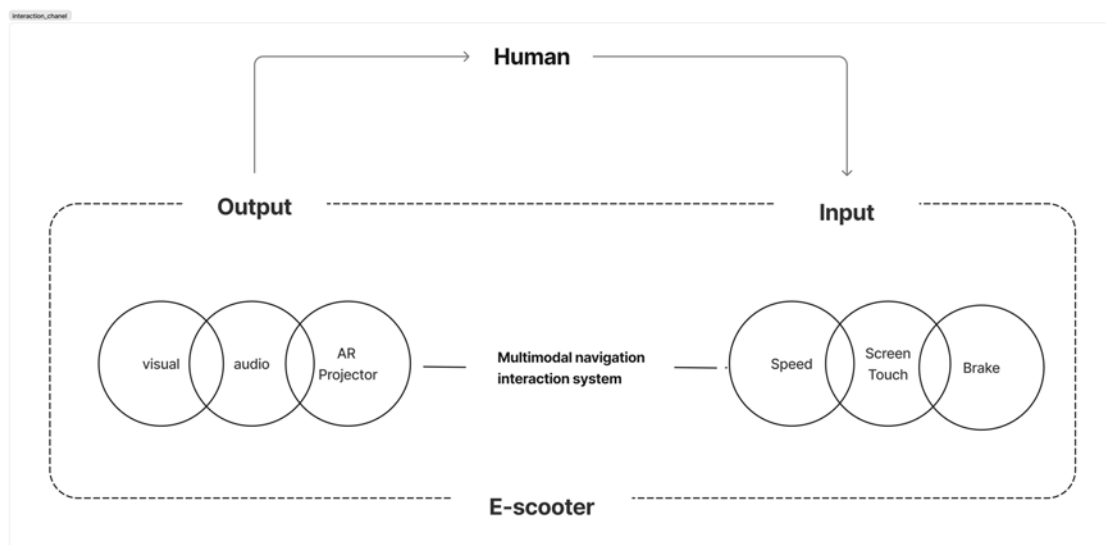 interaction_chanel
Human
Output
Input
visual
audio
AR
Projector
Multimodal navigation
interaction system
Speed
Screen
Touch
Brake
E-scooter